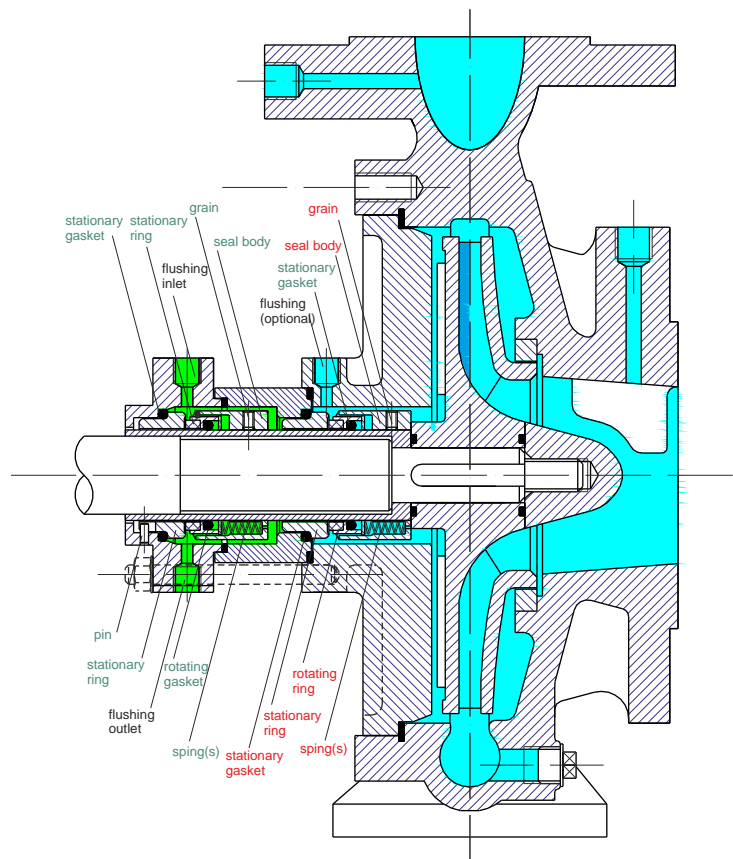 grain
stationary
gasket
stationary
ring
seal body
flushing
inlet
grain
seal body
stationary
gasket
flushing
(optional)
pin
stationary
ring
rotating
gasket
flushing
outlet
sping(s)
stationary
gasket
stationary
ring
rotating
ring
sping(s)